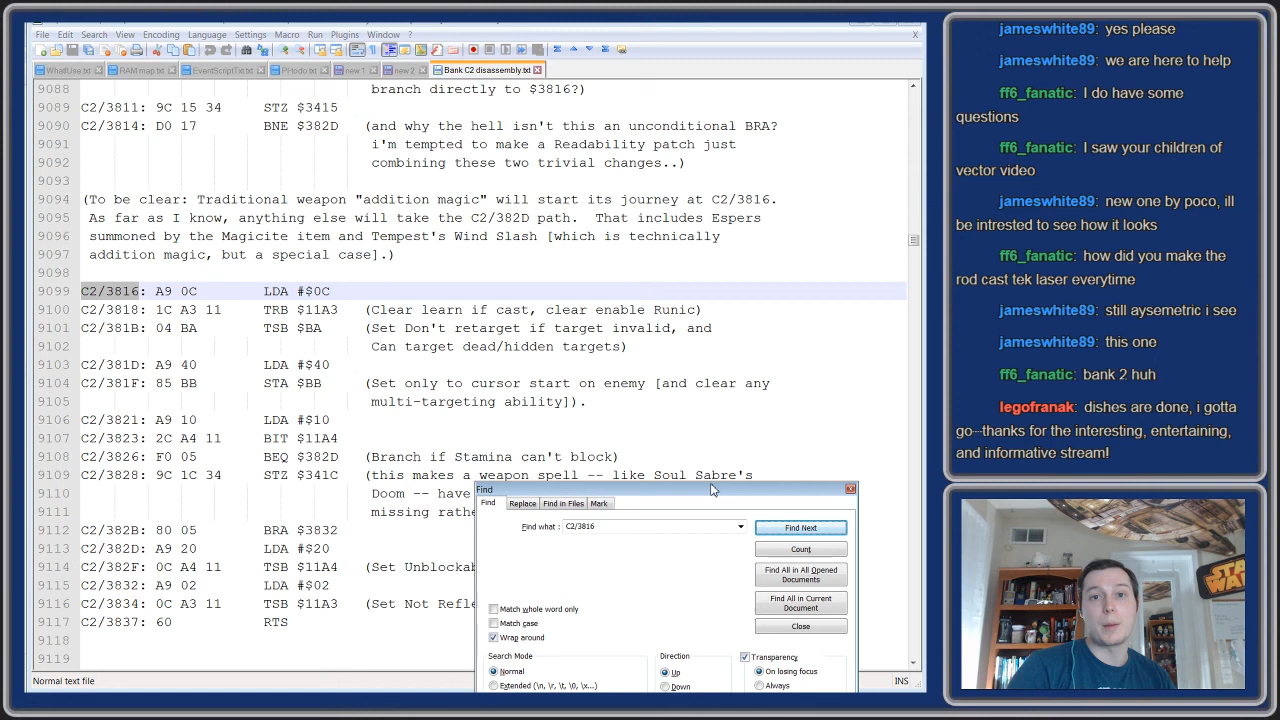 File Edit Search View Encoding Language Settings Macro Run Plugins Window ? X
WhatIUse.txt RAM map.txt EventScriptTxt.txt PHodo.txt new 1 new 2 Bank C2 disassembly.txt
9088 branch directly to $3816?)
9089 C2/3811: 9C 15 34 STZ $3415
9090 C2/3814: D0 17 BNE $382D (and why the hell isn't this an unconditional BRA?
9091 i'm tempted to make a Readability patch just
9092 combining these two trivial changes..)
9093
9094 (To be clear: Traditional weapon "addition magic" will start its journey at C2/3816.
9095 As far as I know, anything else will take the C2/382D path. That includes Espers
9096 summoned by the Magicite item and Tempest's Wind Slash [which is technically
9097 addition magic, but a special case].)
9098
9099 C2/3816: A9 0C LDA #$0C
9100 C2/3818: 1C A3 11 TRB $11A3 (Clear learn if cast, clear enable Runic)
9101 C2/381B: 04 BA TSB $BA (Set Don't retarget if target invalid, and
9102 Can target dead/hidden targets)
9103 C2/381D: A9 40 LDA #$40
9104 C2/381F: 85 BB STA $BB (Set only to cursor start on enemy [and clear any
9105 multi-targeting ability]).
9106 C2/3821: A9 10 LDA #$10
9107 C2/3823: 2C A4 11 BIT $11A4
9108 C2/3826: F0 05 BEQ $382D (Branch if Stamina can't block)
9109 C2/3828: 9C 1C 34 STZ $341C (this makes a weapon spell -- like Soul Sabre's
9110 Doom -- have
9111 missing rathe
9112 C2/382B: 80 05 BRA $3832
9113 C2/382D: A9 20 LDA #$20
9114 C2/382F: 0C A4 11 TSB $11A4 (Set Unblocka
9115 C2/3832: A9 02 LDA #$02
9116 C2/3834: 0C A3 11 TSB $11A3 (Set Not Refle
9117 C2/3837: 60 RTS
9118
9119
Find
Find Replace Find in Files Mark
Find what : C2/3816 Find Next
Count
Find All in All Opened
Documents
Find All in Current
Document
Close
Match whole word only
Match case
Wrap around
Search Mode Direction Transparency
Normal Up On losing focus
Extended (\n, \r, \t, \0, \x...) Down Always
Normal text file INS
jameswhite89: yes please
jameswhite89: we are here to help
ff6_fanatic: I do have some
questions
ff6_fanatic: I saw your children of
vector video
jameswhite89: new one by poco, ill
be intrested to see how it looks
ff6_fanatic: how did you make the
rod cast tek laser everytime
jameswhite89: still aysemetric i see
jameswhite89: this one
ff6_fanatic: bank 2 huh
legofranak: dishes are done, i gotta
go--thanks for the interesting, entertaining,
and informative stream!
STAR
WARS